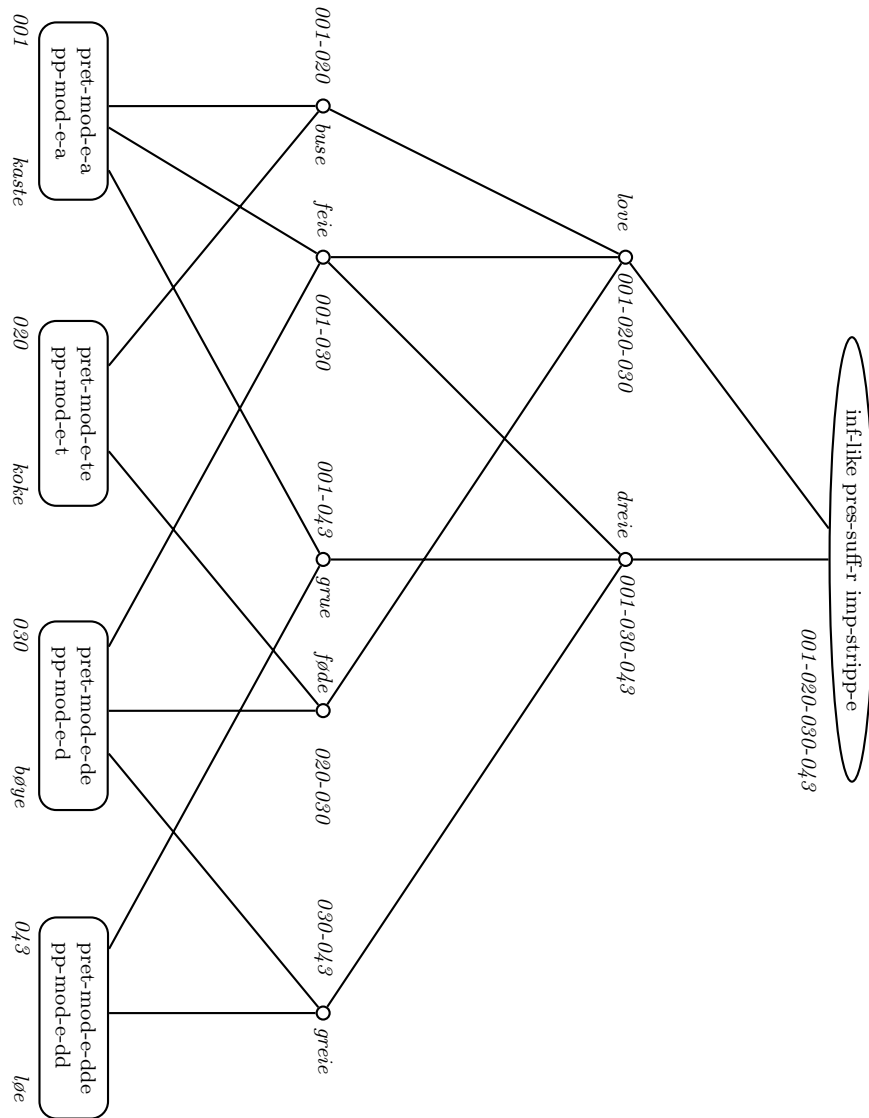 inf-like pres-suff-r imp-stripp-e
001-020-030-043
love
001-020-030
dreie
001-030-043
001-020
buse
feie
001-030
001-043
grue
føde
020-030
030-043
greie
pret-mod-e-a
pp-mod-e-a
001
kaste
pret-mod-e-te
pp-mod-e-t
020
koke
pret-mod-e-de
pp-mod-e-d
030
bøye
pret-mod-e-dde
pp-mod-e-dd
043
løe